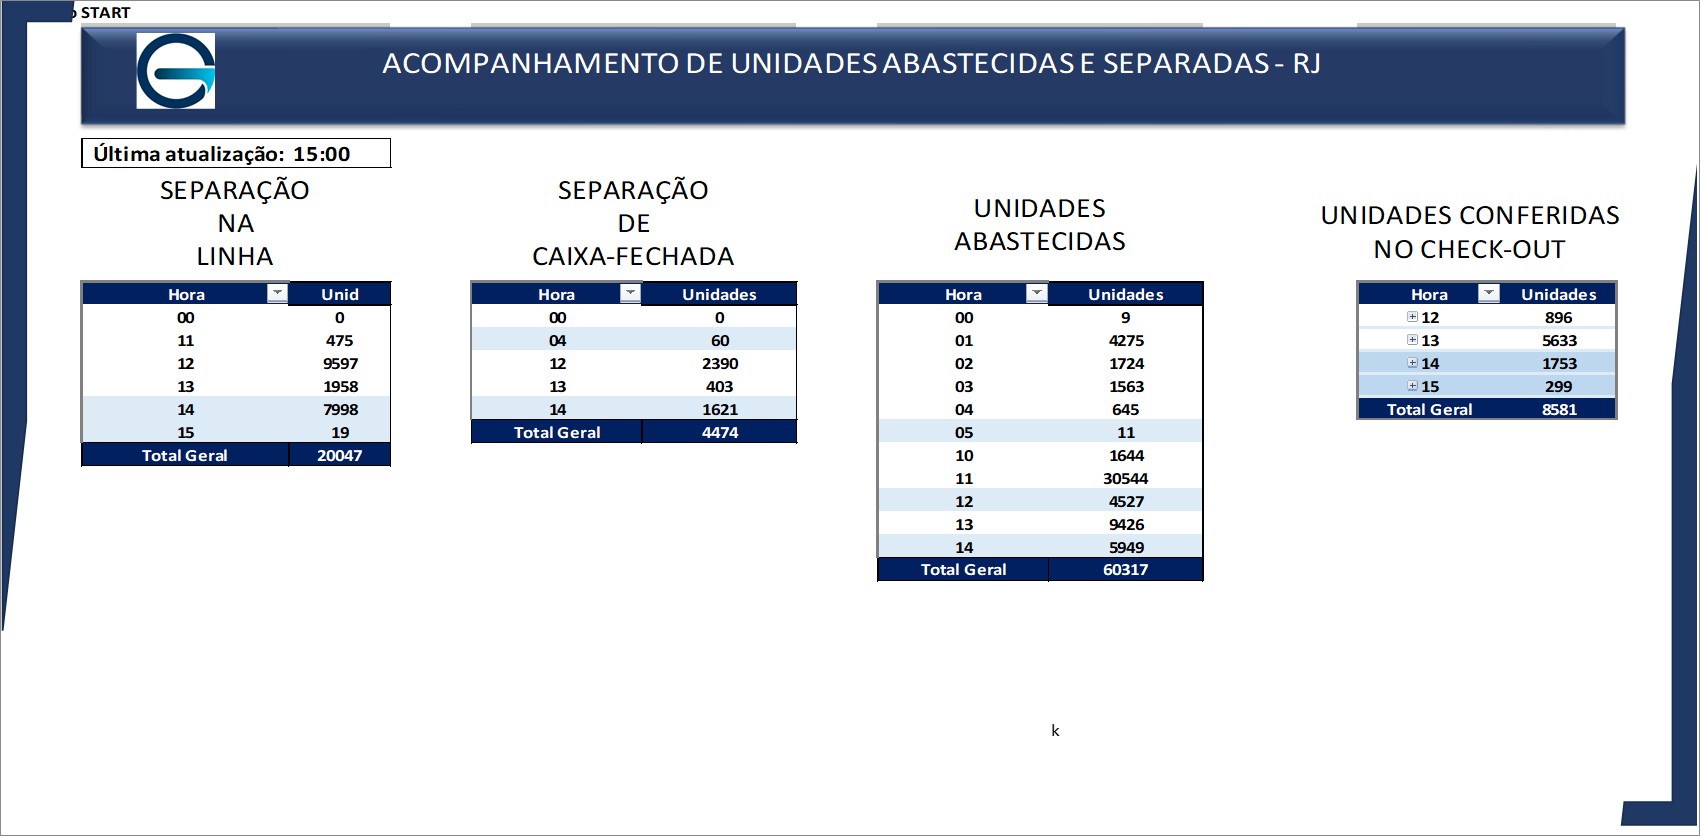 START
ACOMPANHAMENTO DE UNIDADES ABASTECIDAS E SEPARADAS - RJ
Última atualização: 15:00
SEPARAÇÃO
NA
LINHA
Hora Unid
00 0
11 475
12 9597
13 1958
14 7998
15 19
Total Geral 20047
SEPARAÇÃO
DE
CAIXA-FECHADA
Hora Unidades
00 0
04 60
12 2390
13 403
14 1621
Total Geral 4474
UNIDADES
ABASTECIDAS
Hora Unidades
00 9
01 4275
02 1724
03 1563
04 645
05 11
10 1644
11 30544
12 4527
13 9426
14 5949
Total Geral 60317
UNIDADES CONFERIDAS
NO CHECK-OUT
Hora Unidades
12 896
13 5633
14 1753
15 299
Total Geral 8581
k